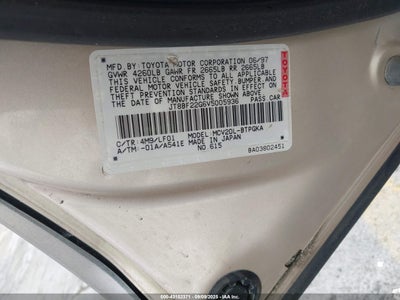 MFD. BY: TOYOTA MOTOR CORPORATION 06/97
GVWR 4260LB GAWR FR 2665LB RR 2665LB
THIS VEHICLE CONFORMS TO ALL APPLICABLE
FEDERAL MOTOR VEHICLE SAFETY, BUMPER AND
THEFT PREVENTION STANDARDS IN EFFECT ON
THE DATE OF MANUFACTURE SHOWN ABOVE.
JT8BF22G6V5005936 PASS CAR
TOYOTA
C/TR: 4M9/LF01 MODEL: MCV20L-BTPGKA
A/TM: -01A/A541E MADE IN JAPAN
NO. 615
BA03802451